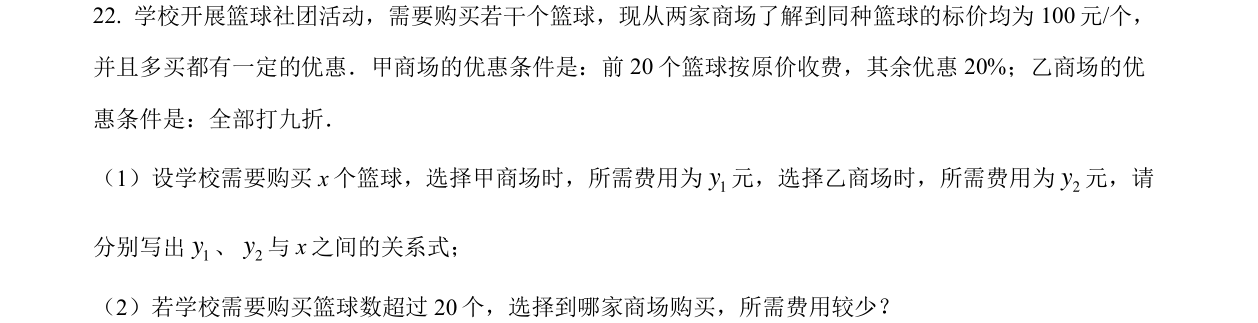 22. 学校开展篮球社团活动，需要购买若干个篮球，现从两家商场了解到同种篮球的标价均为 100 元/个，
并且多买都有一定的优惠．甲商场的优惠条件是：前 20 个篮球按原价收费，其余优惠 20%；乙商场的优
惠条件是：全部打九折．
（1）设学校需要购买 x 个篮球，选择甲商场时，所需费用为 y₁ 元，选择乙商场时，所需费用为 y₂ 元，请
分别写出 y₁ 、 y₂ 与 x 之间的关系式；
（2）若学校需要购买篮球数超过 20 个，选择到哪家商场购买，所需费用较少？